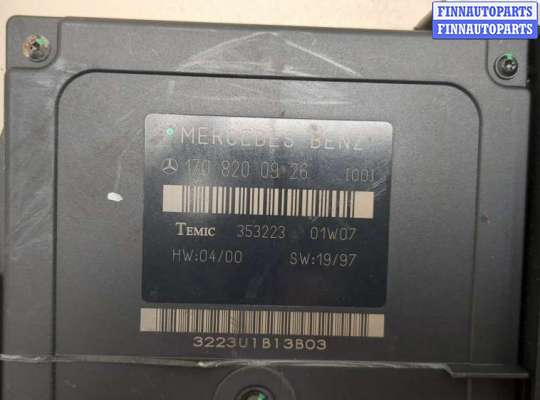 FINNAUTOPARTS
FINNAUTOPARTS
MERCEDES BENZ
170 820 09 26 [00]
TEMIC 353223 01W07
HW:04/00 SW:19/97
3223U1B13B03